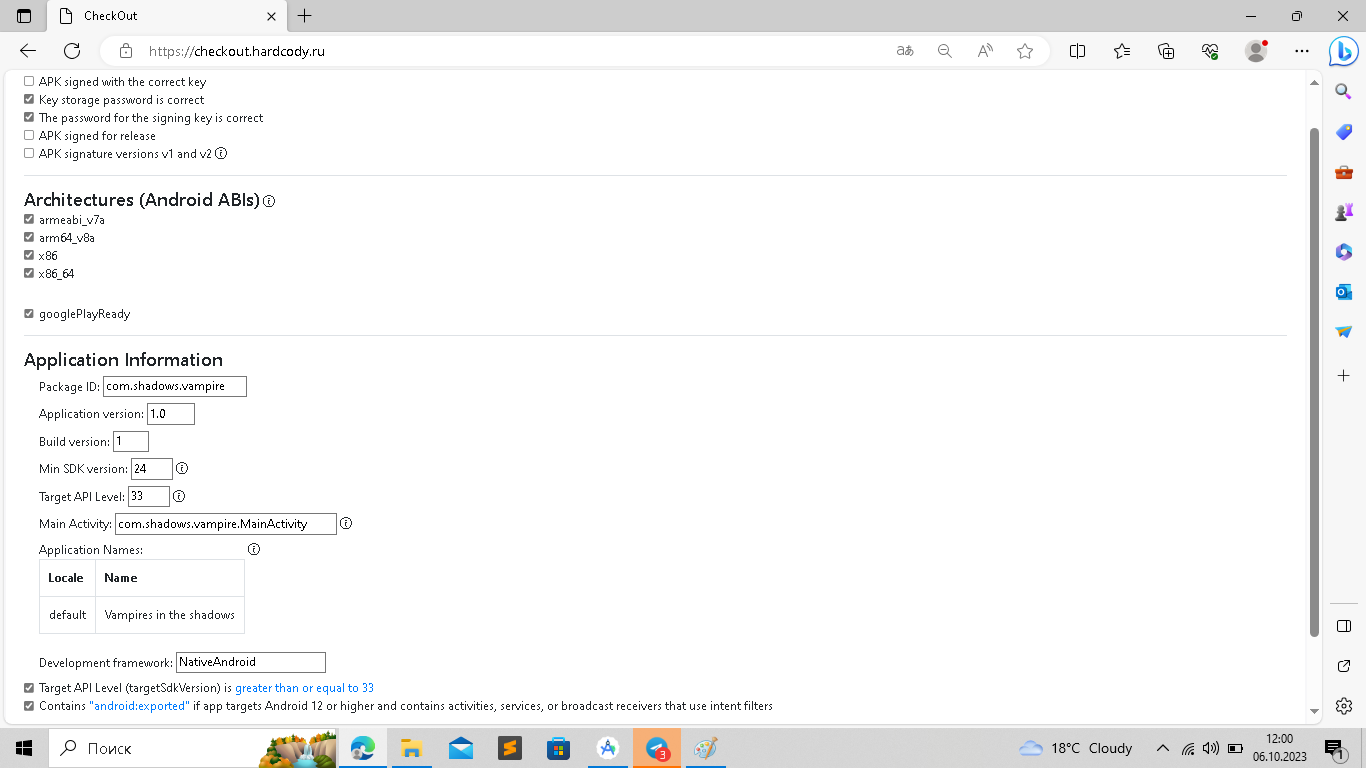 CheckOut
https://checkout.hardcody.ru
APK signed with the correct key
Key storage password is correct
The password for the signing key is correct
APK signed for release
APK signature versions v1 and v2
Architectures (Android ABIs)
armeabi_v7a
arm64_v8a
x86
x86_64
googlePlayReady
Application Information
Package ID: com.shadows.vampire
Application version: 1.0
Build version: 1
Min SDK version: 24
Target API Level: 33
Main Activity: com.shadows.vampire.MainActivity
Application Names:
Locale Name
default Vampires in the shadows
Development framework: NativeAndroid
Target API Level (targetSdkVersion) is greater than or equal to 33
Contains "android:exported" if app targets Android 12 or higher and contains activities, services, or broadcast receivers that use intent filters
Поиск
3
18°C Cloudy
12:00
06.10.2023
1